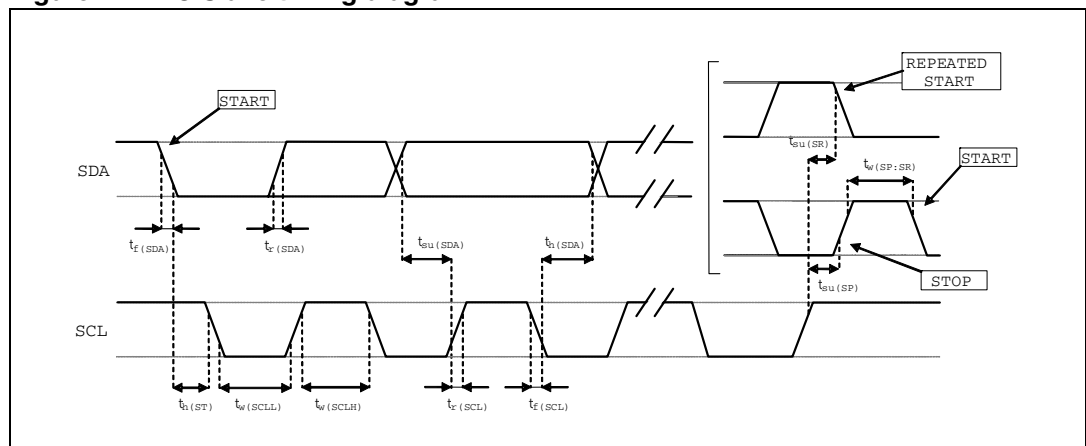 REPEATED
START
START
tsu(SR)
tw(SP:SR)
START
SDA
tf(SDA)
tr(SDA)
tsu(SDA)
th(SDA)
tsu(SP)
STOP
SCL
th(ST)
tw(SCLL)
tw(SCLH)
tr(SCL)
tf(SCL)